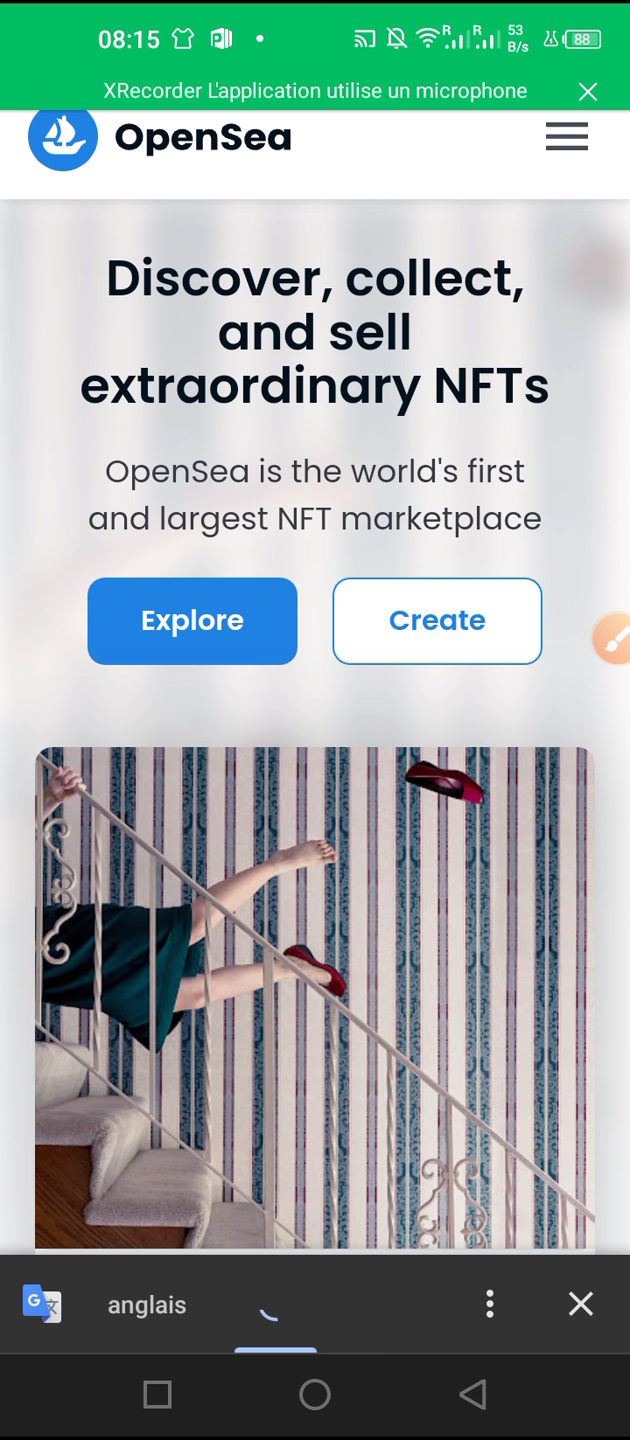 08:15
R R 53 B/s 88
XRecorder L'application utilise un microphone
OpenSea
Discover, collect,
and sell
extraordinary NFTs
OpenSea is the world's first
and largest NFT marketplace
Explore Create
G 文 anglais